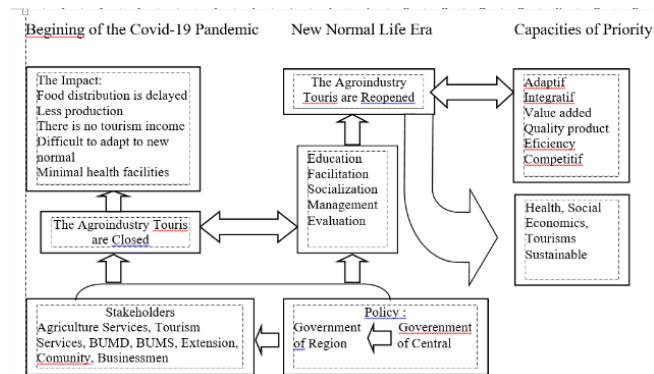 Begining of the Covid-19 Pandemic
New Normal Life Era
Capacities of Priority
The Impact:
Food distribution is delayed
Less production
There is no tourism income
Difficult to adapt to new
normal
Minimal health facilities
The Agroindustry
Touris are Reopened
Adaptif
Integratif
Value added
Quality product
Eficiency
Competitif
Education
Facilitation
Socialization
Management
Evaluation
The Agroindustry Touris
are Closed
Health, Social
Economics,
Tourisms
Sustainable
Stakeholders
Agriculture Services, Tourism
Services, BUMD, BUMS, Extension,
Comunity, Businessmen
Policy :
Government
of Region
Goverenment
of Central